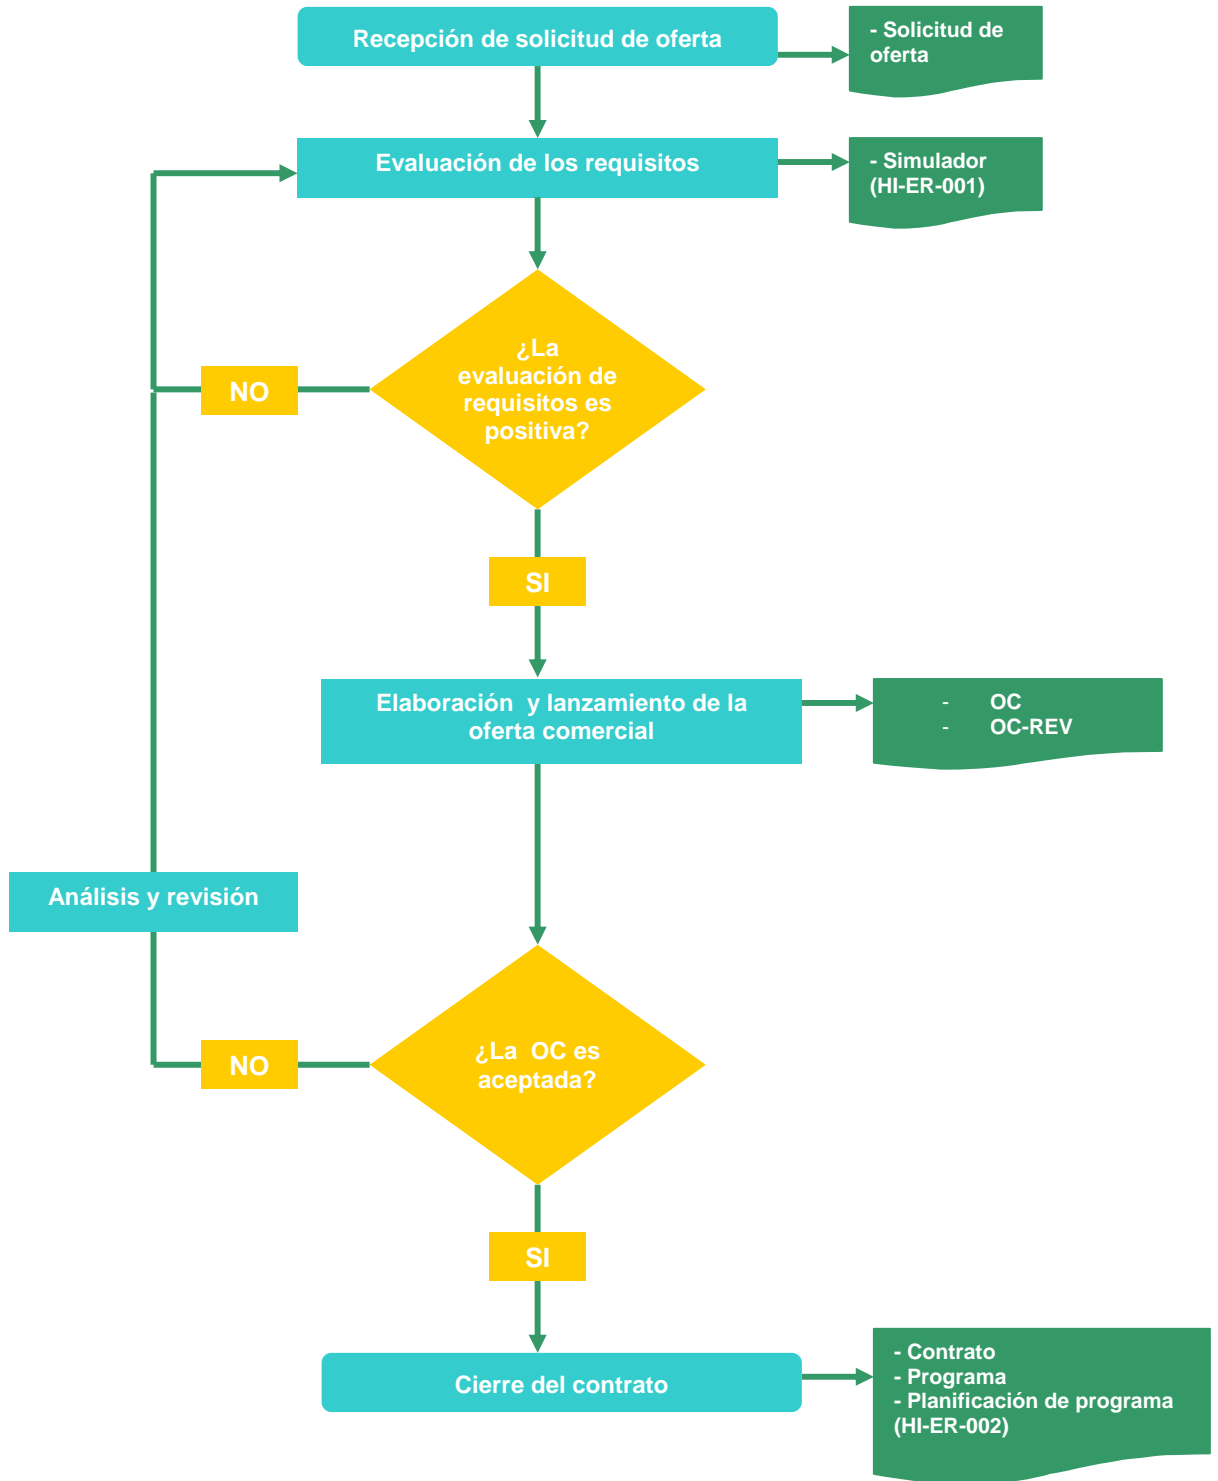 Recepción de solicitud de oferta
- Solicitud de
oferta
Evaluación de los requisitos
- Simulador
(HI-ER-001)
¿La
evaluación de
requisitos es
positiva?
NO
SI
Elaboración  y lanzamiento de la
oferta comercial
- OC
- OC-REV
Análisis y revisión
¿La  OC es
aceptada?
NO
SI
Cierre del contrato
- Contrato
- Programa
- Planificación de programa
(HI-ER-002)